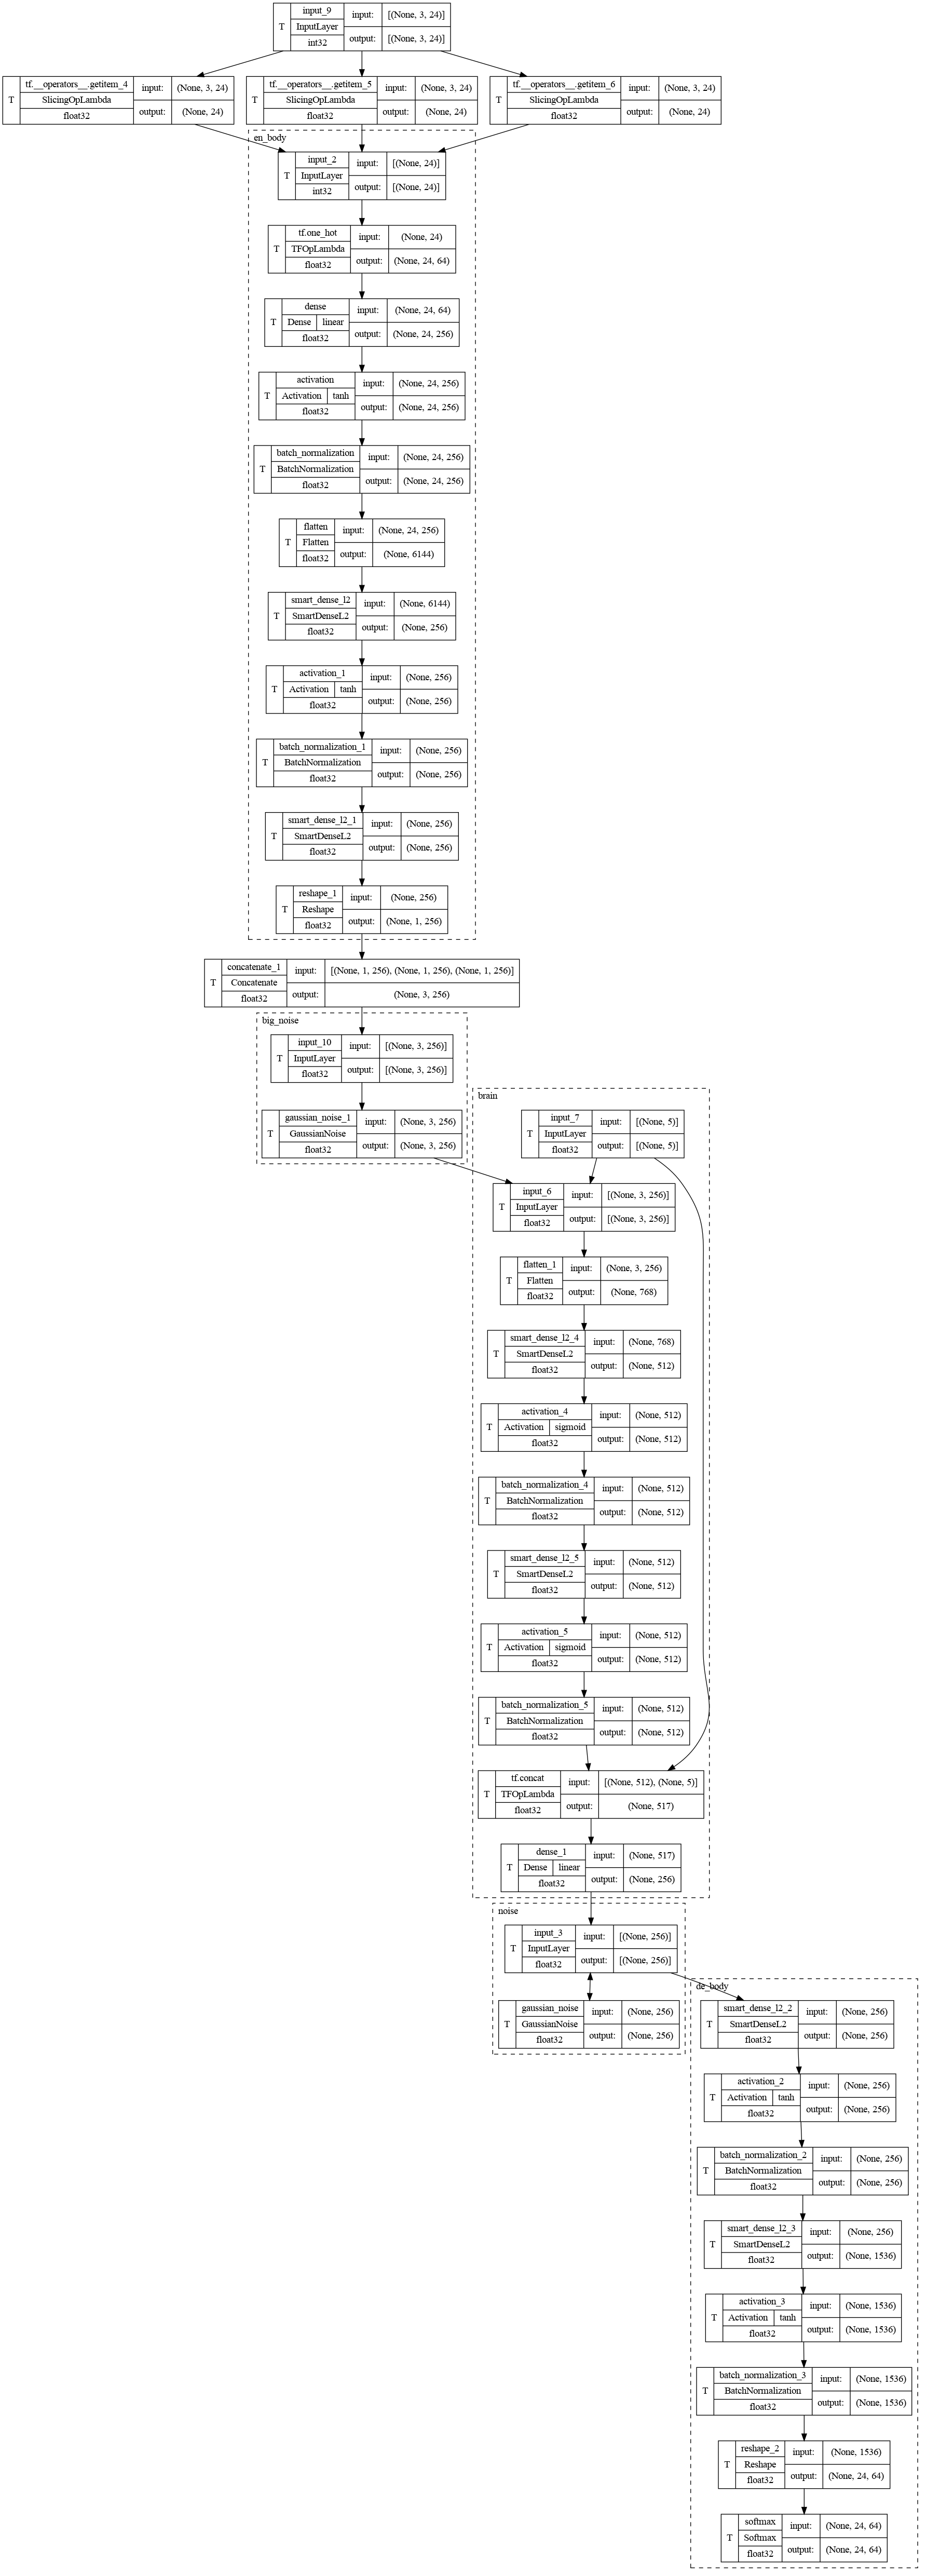 input_9
T
InputLayer
input:
[(None, 3, 24)]
int32
output:
[(None, 3, 24)]
tf.__operators__.getitem_4
T
SlicingOpLambda
input:
(None, 3, 24)
float32
output:
(None, 24)
tf.__operators__.getitem_5
T
SlicingOpLambda
input:
(None, 3, 24)
float32
output:
(None, 24)
tf.__operators__.getitem_6
T
SlicingOpLambda
input:
(None, 3, 24)
float32
output:
(None, 24)
en_body
input_2
T
InputLayer
input:
[(None, 24)]
int32
output:
[(None, 24)]
tf.one_hot
T
TFOpLambda
input:
(None, 24)
float32
output:
(None, 24, 64)
dense
T
Dense linear
input:
(None, 24, 64)
float32
output:
(None, 24, 256)
activation
T
Activation tanh
input:
(None, 24, 256)
float32
output:
(None, 24, 256)
batch_normalization
T
BatchNormalization
input:
(None, 24, 256)
float32
output:
(None, 24, 256)
flatten
T
Flatten
input:
(None, 24, 256)
float32
output:
(None, 6144)
smart_dense_l2
T
SmartDenseL2
input:
(None, 6144)
float32
output:
(None, 256)
activation_1
T
Activation tanh
input:
(None, 256)
float32
output:
(None, 256)
batch_normalization_1
T
BatchNormalization
input:
(None, 256)
float32
output:
(None, 256)
smart_dense_l2_1
T
SmartDenseL2
input:
(None, 256)
float32
output:
(None, 256)
reshape_1
T
Reshape
input:
(None, 256)
float32
output:
(None, 1, 256)
concatenate_1
T
Concatenate
input:
[(None, 1, 256), (None, 1, 256), (None, 1, 256)]
float32
output:
(None, 3, 256)
big_noise
input_10
T
InputLayer
input:
[(None, 3, 256)]
float32
output:
[(None, 3, 256)]
gaussian_noise_1
T
GaussianNoise
input:
(None, 3, 256)
float32
output:
(None, 3, 256)
brain
input_7
T
InputLayer
input:
[(None, 5)]
float32
output:
[(None, 5)]
input_6
T
InputLayer
input:
[(None, 3, 256)]
float32
output:
[(None, 3, 256)]
flatten_1
T
Flatten
input:
(None, 3, 256)
float32
output:
(None, 768)
smart_dense_l2_4
T
SmartDenseL2
input:
(None, 768)
float32
output:
(None, 512)
activation_4
T
Activation sigmoid
input:
(None, 512)
float32
output:
(None, 512)
batch_normalization_4
T
BatchNormalization
input:
(None, 512)
float32
output:
(None, 512)
smart_dense_l2_5
T
SmartDenseL2
input:
(None, 512)
float32
output:
(None, 512)
activation_5
T
Activation sigmoid
input:
(None, 512)
float32
output:
(None, 512)
batch_normalization_5
T
BatchNormalization
input:
(None, 512)
float32
output:
(None, 512)
tf.concat
T
TFOpLambda
input:
[(None, 512), (None, 5)]
float32
output:
(None, 517)
dense_1
T
Dense linear
input:
(None, 517)
float32
output:
(None, 256)
noise
input_3
T
InputLayer
input:
[(None, 256)]
float32
output:
[(None, 256)]
gaussian_noise
T
GaussianNoise
input:
(None, 256)
float32
output:
(None, 256)
de_body
smart_dense_l2_2
T
SmartDenseL2
input:
(None, 256)
float32
output:
(None, 256)
activation_2
T
Activation tanh
input:
(None, 256)
float32
output:
(None, 256)
batch_normalization_2
T
BatchNormalization
input:
(None, 256)
float32
output:
(None, 256)
smart_dense_l2_3
T
SmartDenseL2
input:
(None, 256)
float32
output:
(None, 1536)
activation_3
T
Activation tanh
input:
(None, 1536)
float32
output:
(None, 1536)
batch_normalization_3
T
BatchNormalization
input:
(None, 1536)
float32
output:
(None, 1536)
reshape_2
T
Reshape
input:
(None, 1536)
float32
output:
(None, 24, 64)
softmax
T
Softmax
input:
(None, 24, 64)
float32
output:
(None, 24, 64)